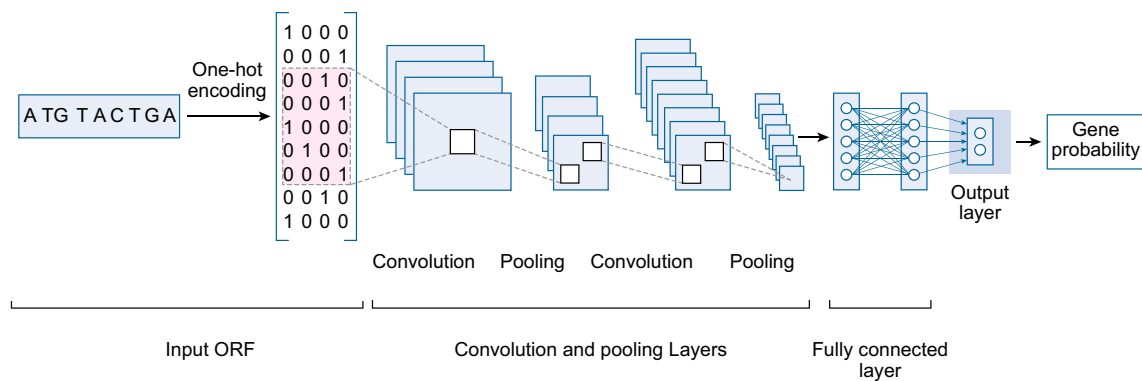 ATG TACTGA
One-hot
encoding
1 0 0 0
0 0 0 1
0 0 1 0
0 0 0 1
1 0 0 0
0 1 0 0
0 0 0 1
0 0 1 0
1 0 0 0
Convolution
Pooling
Convolution
Pooling
Output
layer
Gene
probability
Input ORF
Convolution and pooling Layers
Fully connected
layer